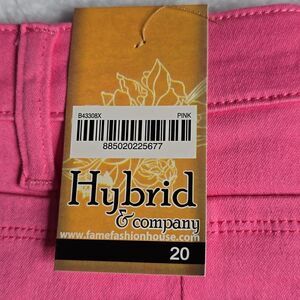 B43308X PINK
885020225677
Hybrid
& company
www.famefashionhouse.com
20